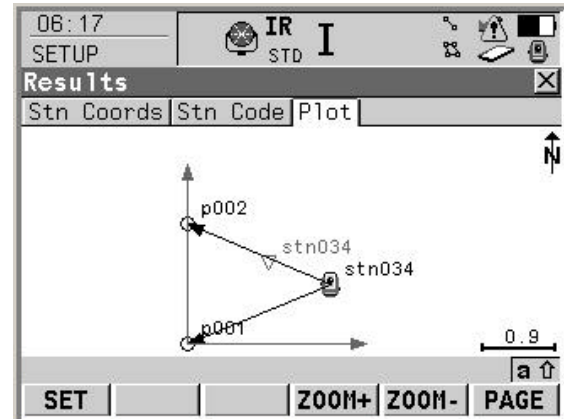 06:17 IR
SETUP STD I
Results
Stn Coords Stn Code Plot
N
p002
stn034
stn034
p001
0.9
a
SET ZOOM+ ZOOM- PAGE